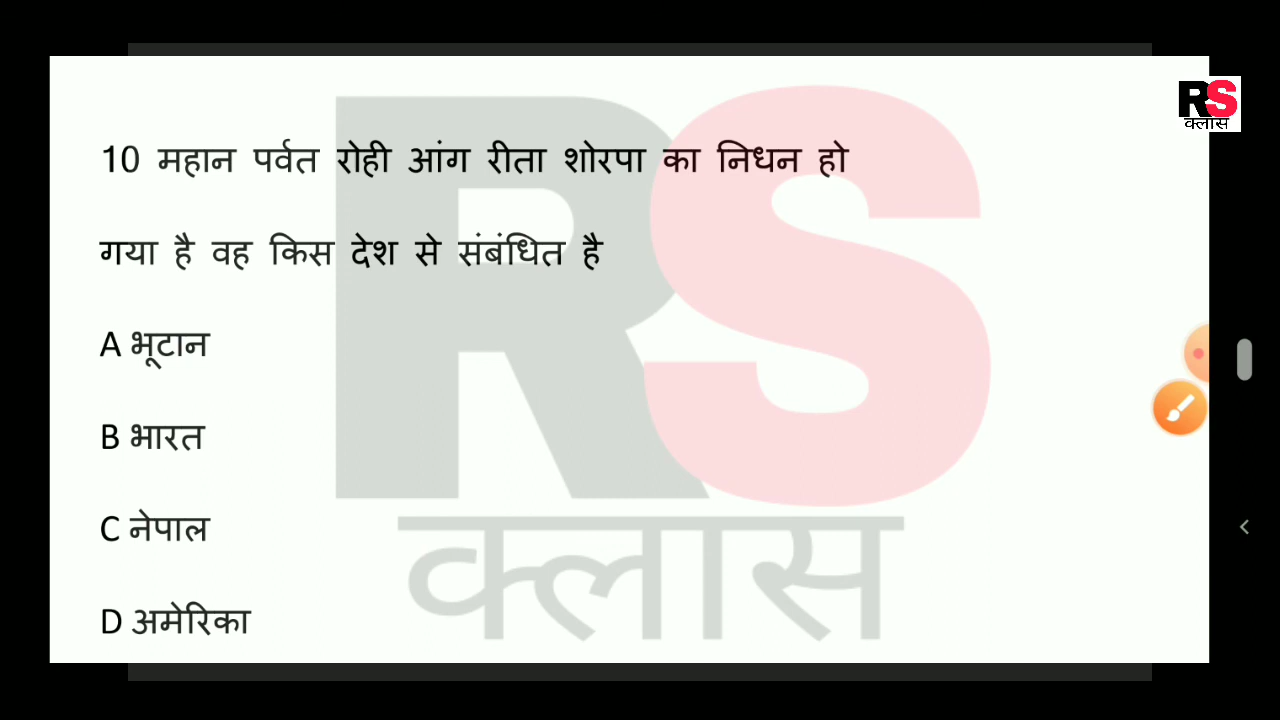 RS
क्लास
10 महान पर्वत रोही आंग रीता शोरपा का निधन हो
गया है वह किस देश से संबंधित है
A भूटान
B भारत
C नेपाल
D अमेरिका
RS
क्लास